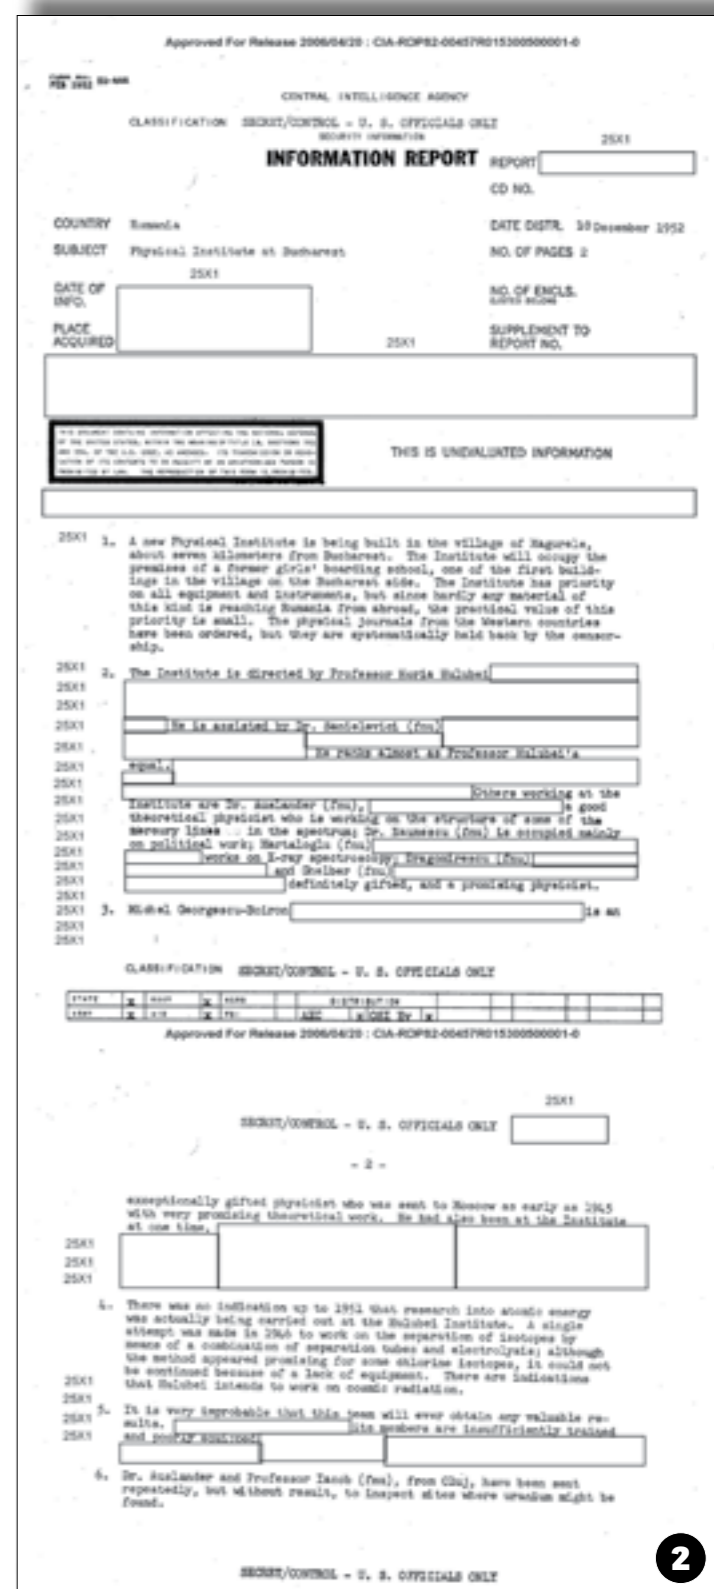 Approved For Release 2006/04/20 : CIA-RDP82-00457R015300500001-0
CENTRAL INTELLIGENCE AGENCY
CLASSIFICATION SECRET/CONTROL - U. S. OFFICIALS ONLY
SECURITY INFORMATION
INFORMATION REPORT
25X1
REPORT
CD NO.
COUNTRY Romania
DATE DISTR. 10 December 1952
SUBJECT Physical Institute at Bucharest
NO. OF PAGES 2
25X1
DATE OF
INFO.
NO. OF ENCLS.
(LISTED BELOW)
PLACE
ACQUIRED
25X1
SUPPLEMENT TO
REPORT NO.
THIS IS UNEVALUATED INFORMATION
25X1 1. A new Physical Institute is being built in the village of Magurele,
about seven kilometers from Bucharest. The Institute will occupy the
premises of a former girls' boarding school, one of the first build-
ings in the village on the Bucharest side. The Institute has priority
on all equipment and instruments, but since hardly any material of
this kind is reaching Rumania from abroad, the practical value of this
priority is small. The physical journals from the Western countries
have been ordered, but they are systematically held back by the censor-
ship.
25X1 2. The Institute is directed by Professor Horia Hulubei
25X1
25X1
25X1 He is assisted by Dr. Sanielevici (fnu)
25X1 He ranks almost as Professor Hulubei's
25X1 equal.
25X1 Others working at the
25X1 Institute are Dr. Auslander (fnu), a good
25X1 theoretical physicist who is working on the structure of some of the
25X1 mercury lines in the spectrum; Dr. (fnu) is occupied mainly
25X1 on political work; (fnu)
25X1 works on X-ray spectroscopy; (fnu)
25X1 and (fnu)
25X1 definitely gifted, and a promising physicist.
25X1
25X1 3. Michel is an
25X1
25X1
CLASSIFICATION SECRET/CONTROL - U. S. OFFICIALS ONLY
STATE x NAVY x DISTRIBUTION
ARMY x AIR x FBI AEC x OSI Ev x
Approved For Release 2006/04/20 : CIA-RDP82-00457R015300500001-0
25X1
SECRET/CONTROL - U. S. OFFICIALS ONLY
- 2 -
exceptionally gifted physicist who was sent to Moscow as early as 1945
with very promising theoretical work. He had also been at the Institute
at one time.
25X1
25X1
25X1
4. There was no indication up to 1951 that research into atomic energy
was actually being carried out at the Hulubei Institute. A single
attempt was made in 1946 to work on the separation of isotopes by
means of a combination of separation tubes and electrolysis; although
the method appeared promising for some chlorine isotopes, it could not
be continued because of a lack of equipment. There are indications
25X1 that Hulubei intends to work on cosmic radiation.
25X1
5. It is very improbable that this team will ever obtain any valuable re-
25X1 sults. its members are insufficiently trained
25X1 and poorly equipped
6. Dr. Auslander and Professor Iacob (fnu), from Cluj, have been sent
repeatedly, but without result, to inspect sites where uranium might be
found.
SECRET/CONTROL - U. S. OFFICIALS ONLY
2